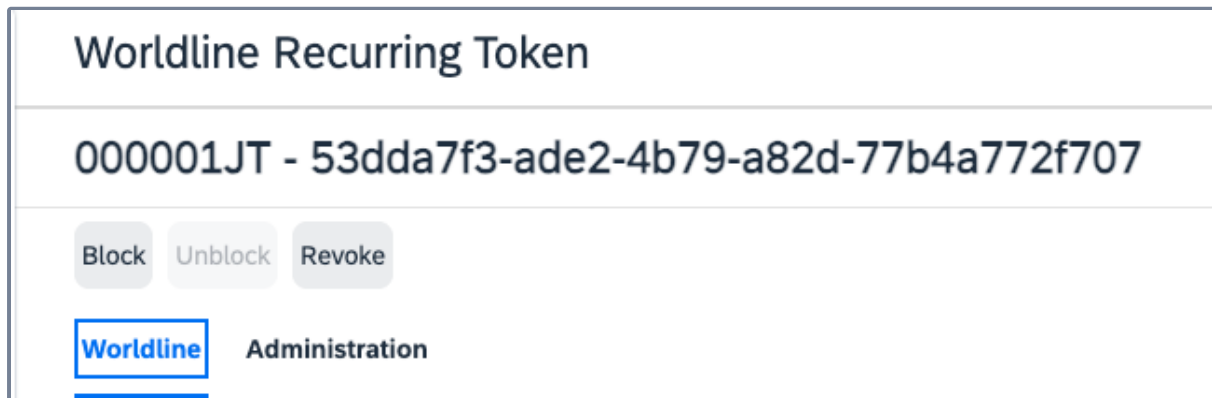 Worldline Recurring Token
000001JT - 53dda7f3-ade2-4b79-a82d-77b4a772f707
Block Unblock Revoke
Worldline Administration